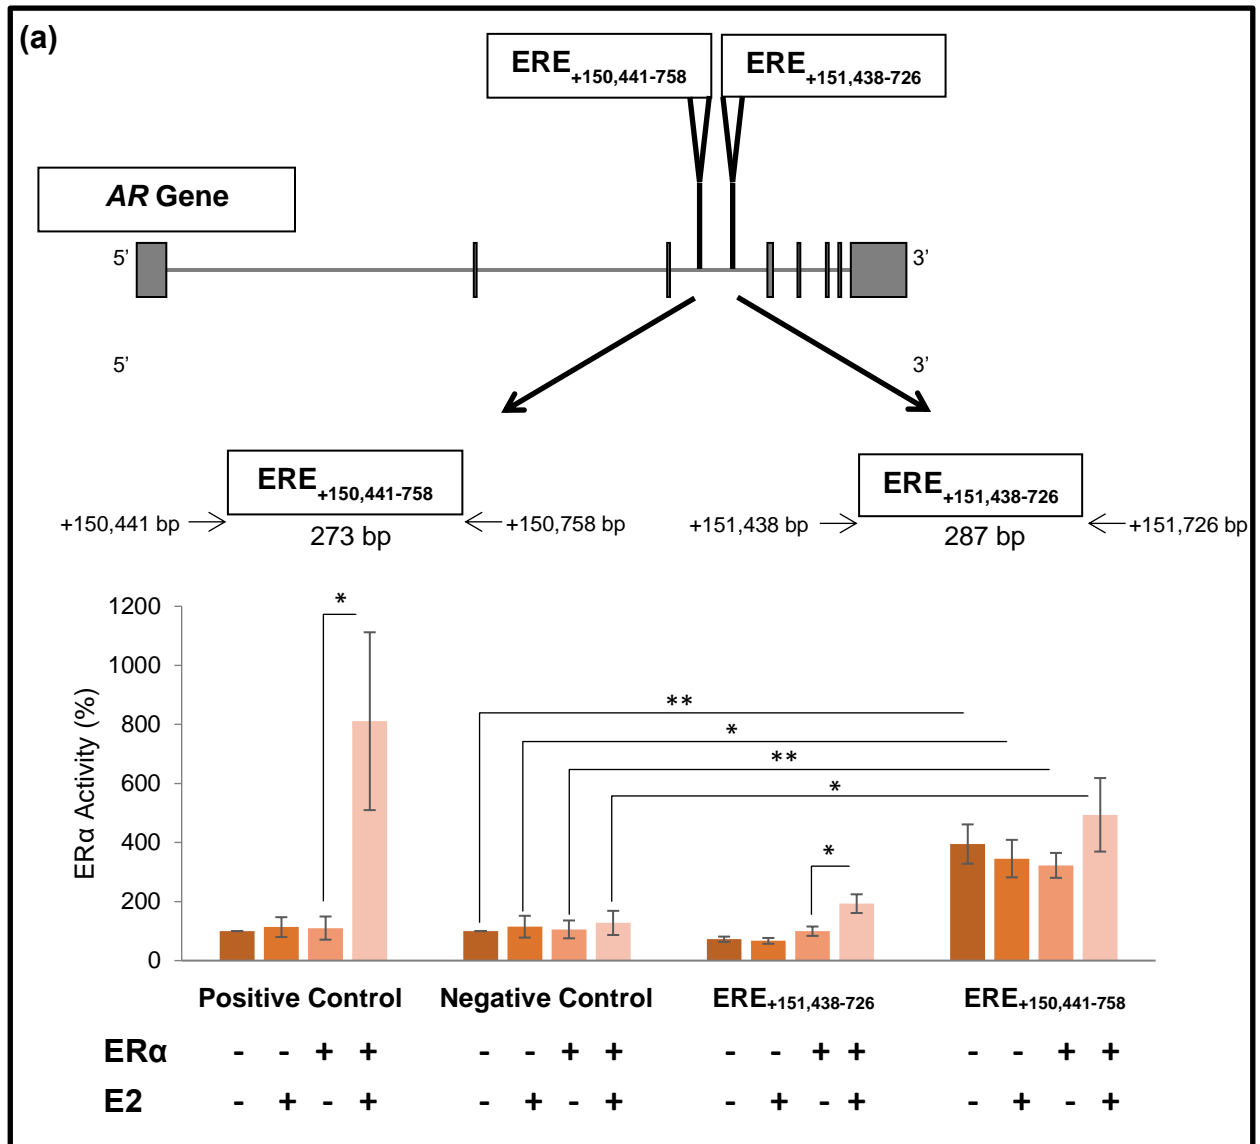 (a)
ERE+150,441-758 ERE+151,438-726
AR Gene
5’ 3’
5’ 3’
ERE+150,441-758 ERE+151,438-726
+150,441 bp +150,758 bp +151,438 bp +151,726 bp
273 bp 287 bp
ERα Activity (%)
1200
1000
800
600
400
200
0
*
**
*
**
*
*
Positive Control Negative Control ERE+151,438-726 ERE+150,441-758
ERα - - + + - - + + - - + + - - + +
E2 - + - + - + - + - + - + - + - +